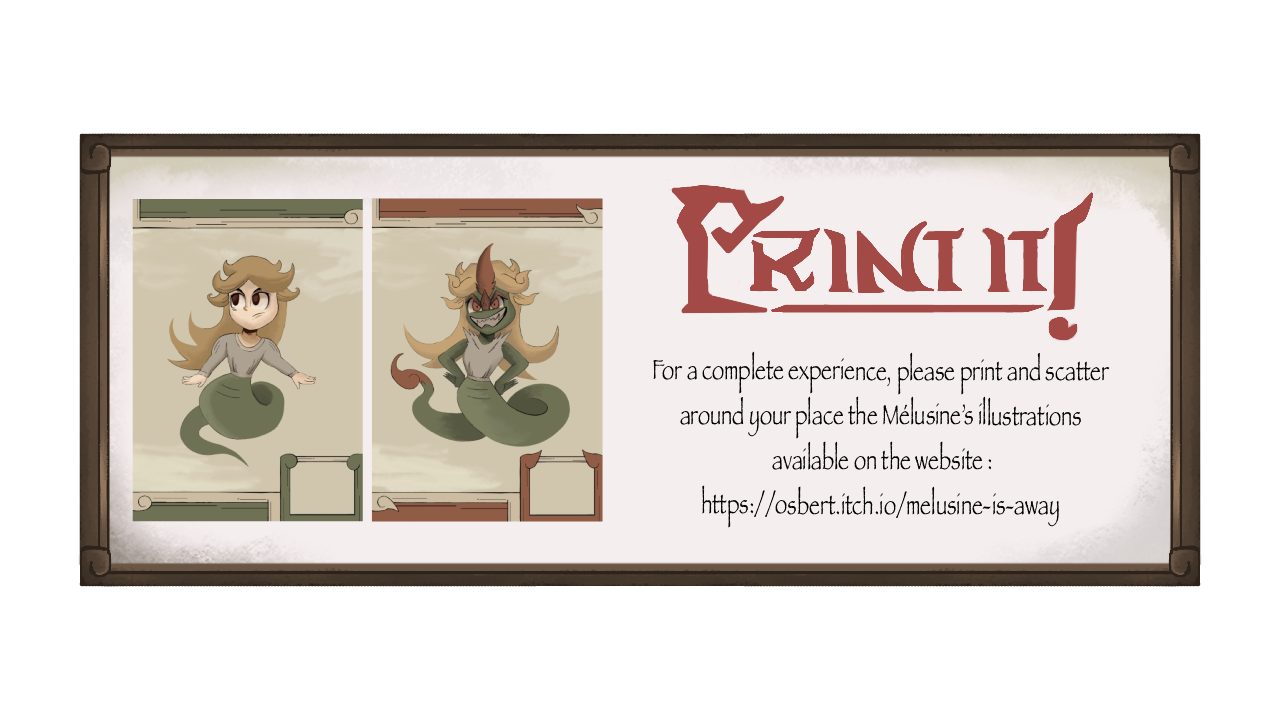 PRINT IT!
For a complete experience, please print and scatter
around your place the Mélusine's illustrations
available on the website :
https://osbert.itch.io/melusine-is-away